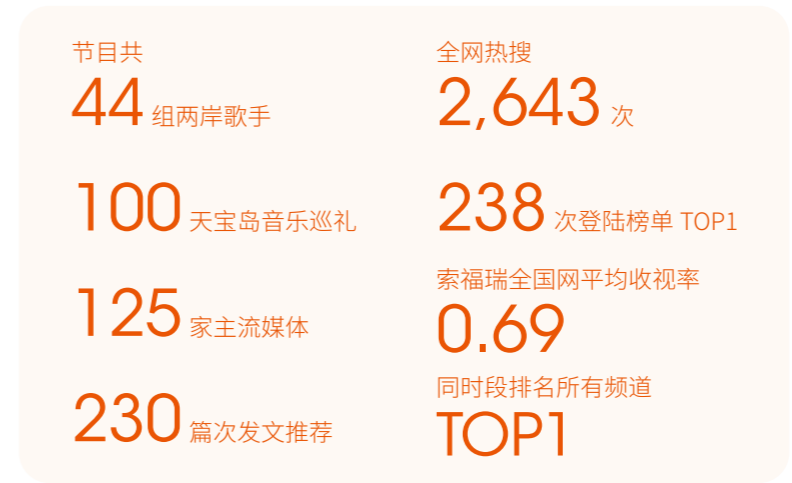 节目共
44 组两岸歌手
100 天宝岛音乐巡礼
125 家主流媒体
230 篇次发文推荐
全网热搜
2,643 次
238 次登陆榜单 TOP1
索福瑞全国网平均收视率
0.69
同时段排名所有频道
TOP1